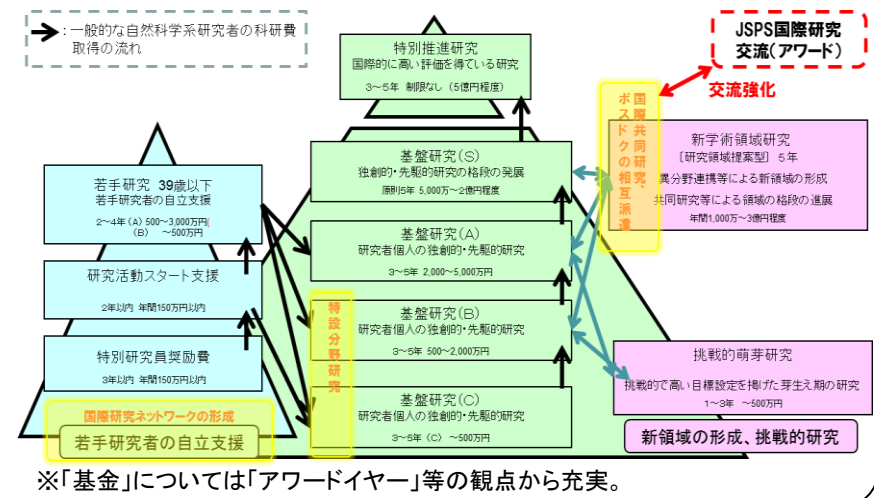 ：一般的な自然科学系研究者の科研費
取得の流れ
特別推進研究
国際的に高い評価を得ている研究
3～5年 制限なし（5億円程度）
JSPS国際研究
交流（アワード）
交流強化
国際共同研究、
ポスドクの相互派遣
新学術領域研究
［研究領域提案型］ 5年
異分野連携等による新領域の形成
共同研究等による領域の格段の進展
年間1,000万～3億円程度
若手研究 39歳以下
若手研究者の自立支援
2～4年（A）500～3,000万円
（B） ～500万円
研究活動スタート支援
2年以内 年間150万円以内
特別研究員奨励費
3年以内 年間150万円以内
国際研究ネットワークの形成
若手研究者の自立支援
特設分野研究
基盤研究（S）
独創的・先駆的研究の格段の発展
原則5年 5,000万～2億円程度
基盤研究（A）
研究者個人の独創的・先駆的研究
3～5年 2,000～5,000万円
基盤研究（B）
研究者個人の独創的・先駆的研究
3～5年 500～2,000万円
基盤研究（C）
研究者個人の独創的・先駆的研究
3～5年（C） ～500万円
挑戦的萌芽研究
挑戦的で高い目標設定を掲げた芽生え期の研究
1～3年 ～500万円
新領域の形成、挑戦的研究
※「基金」については「アワードイヤー」等の観点から充実。